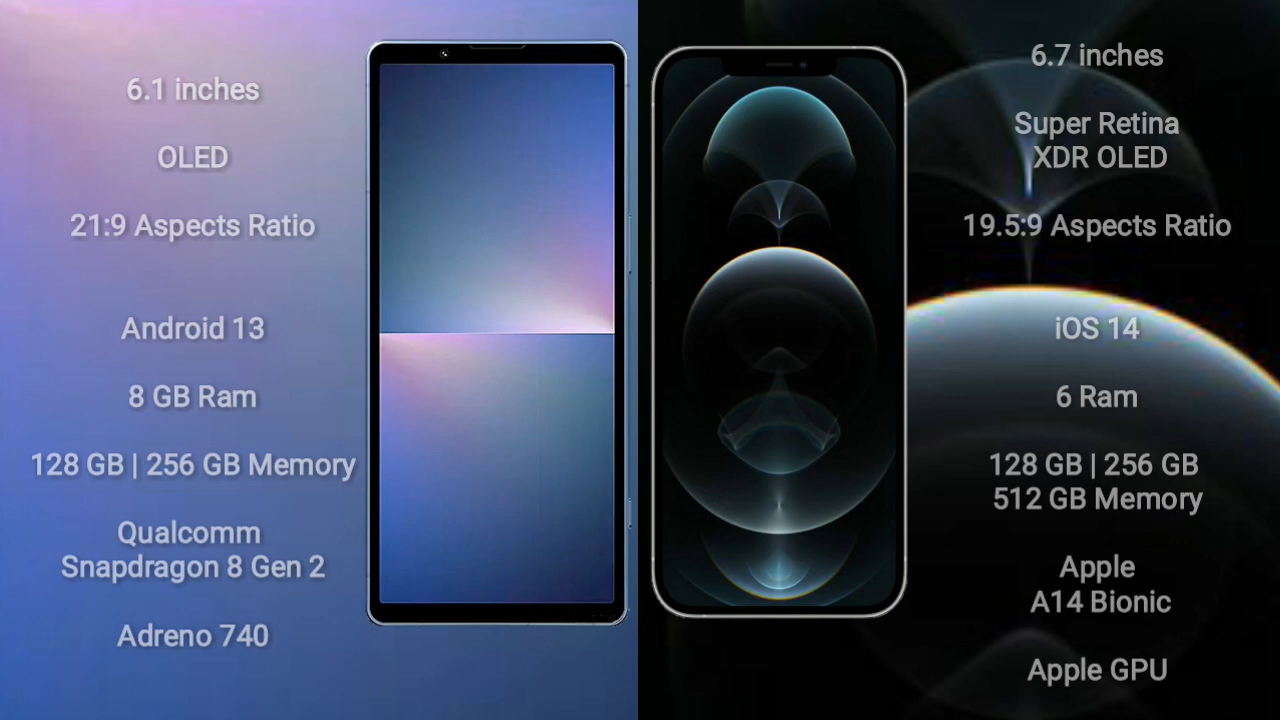 6.1 inches
OLED
21:9 Aspects Ratio
Android 13
8 GB Ram
128 GB | 256 GB Memory
Qualcomm
Snapdragon 8 Gen 2
Adreno 740
6.7 inches
Super Retina
XDR OLED
19.5:9 Aspects Ratio
iOS 14
6 Ram
128 GB | 256 GB
512 GB Memory
Apple
A14 Bionic
Apple GPU